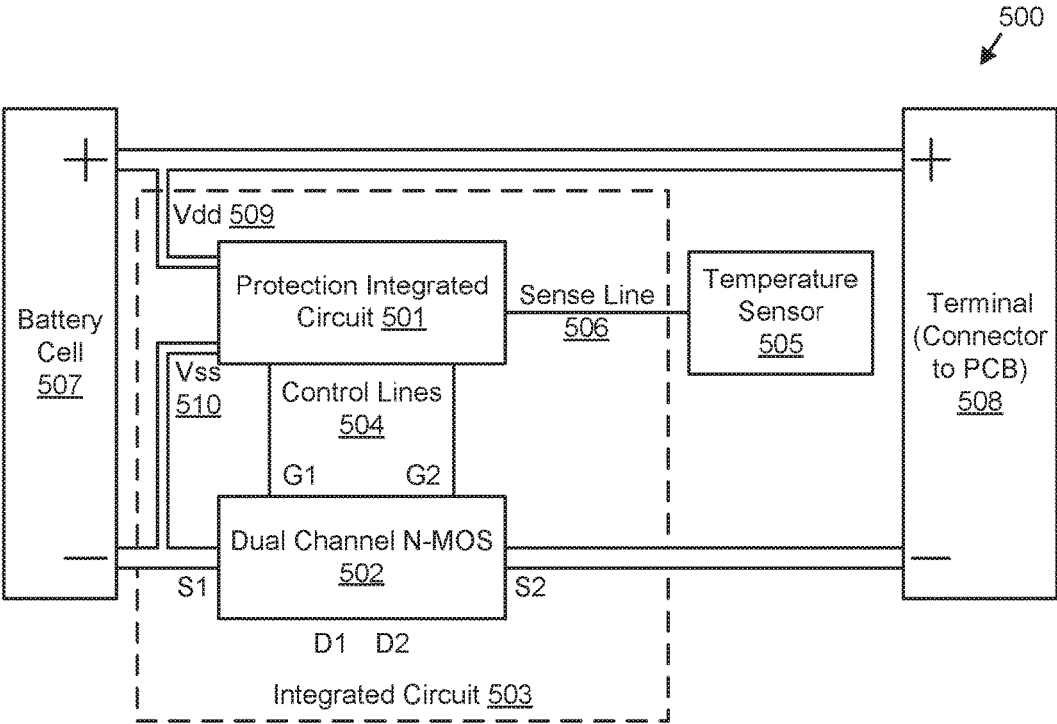 500
+
+
Vdd 509
Protection Integrated
Circuit 501
Sense Line
506
Temperature
Sensor
505
Battery
Cell
507
Terminal
(Connector
to PCB)
508
Vss
510
Control Lines
504
G1
G2
Dual Channel N-MOS
502
—
—
S1
S2
D1
D2
Integrated Circuit 503